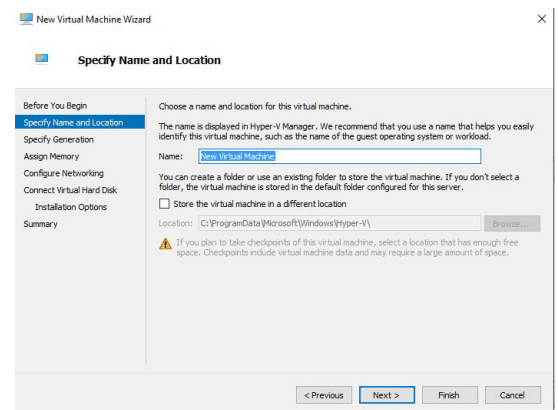 New Virtual Machine Wizard
Specify Name and Location
Before You Begin
Specify Name and Location
Specify Generation
Assign Memory
Configure Networking
Connect Virtual Hard Disk
Installation Options
Summary
Choose a name and location for this virtual machine.
The name is displayed in Hyper-V Manager. We recommend that you use a name that helps you easily
identify this virtual machine, such as the name of the guest operating system or workload.
Name: New Virtual Machine
You can create a folder or use an existing folder to store the virtual machine. If you don't select a
folder, the virtual machine is stored in the default folder configured for this server.
Store the virtual machine in a different location
Location: C:\ProgramData\Microsoft\Windows\Hyper-V\ Browse...
If you plan to take checkpoints of this virtual machine, select a location that has enough free
space. Checkpoints include virtual machine data and may require a large amount of space.
< Previous Next > Finish Cancel